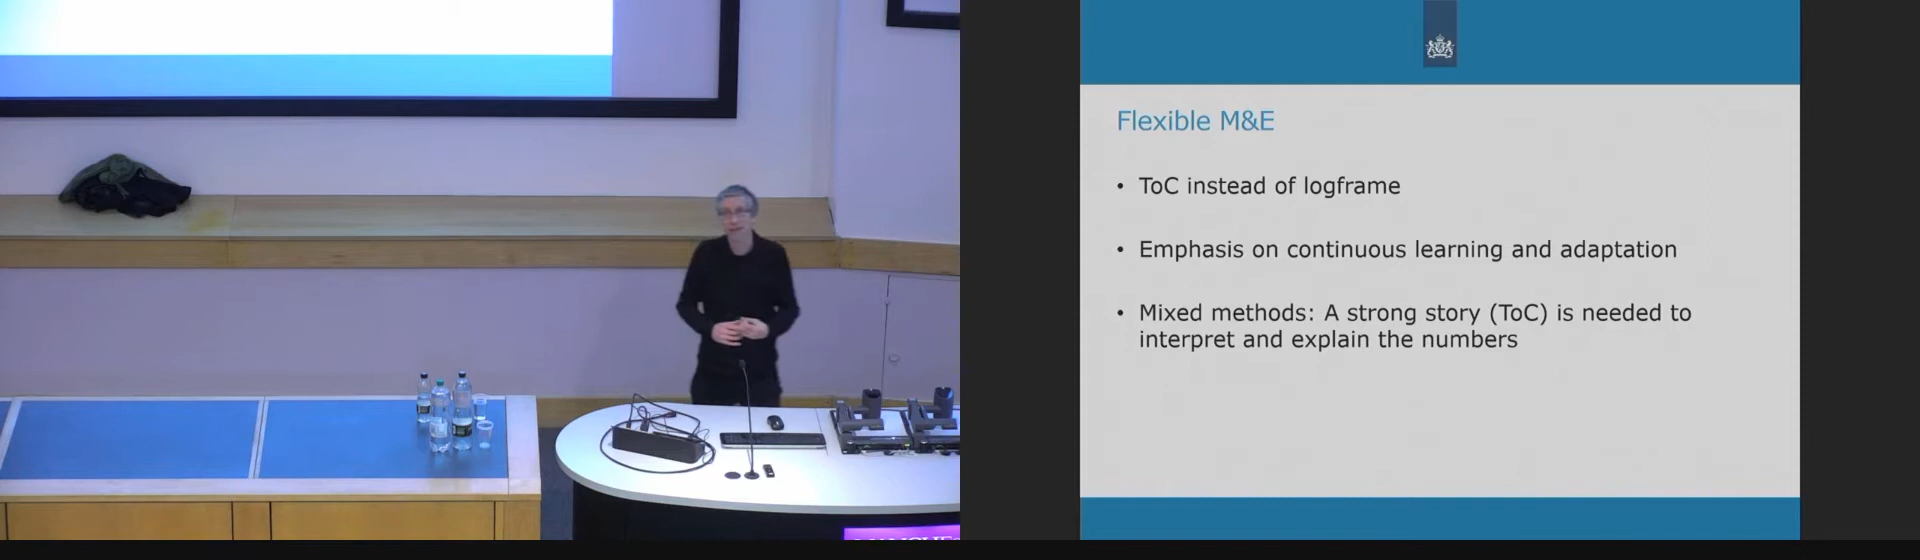 Flexible M&E
• ToC instead of logframe
• Emphasis on continuous learning and adaptation
• Mixed methods: A strong story (ToC) is needed to
interpret and explain the numbers